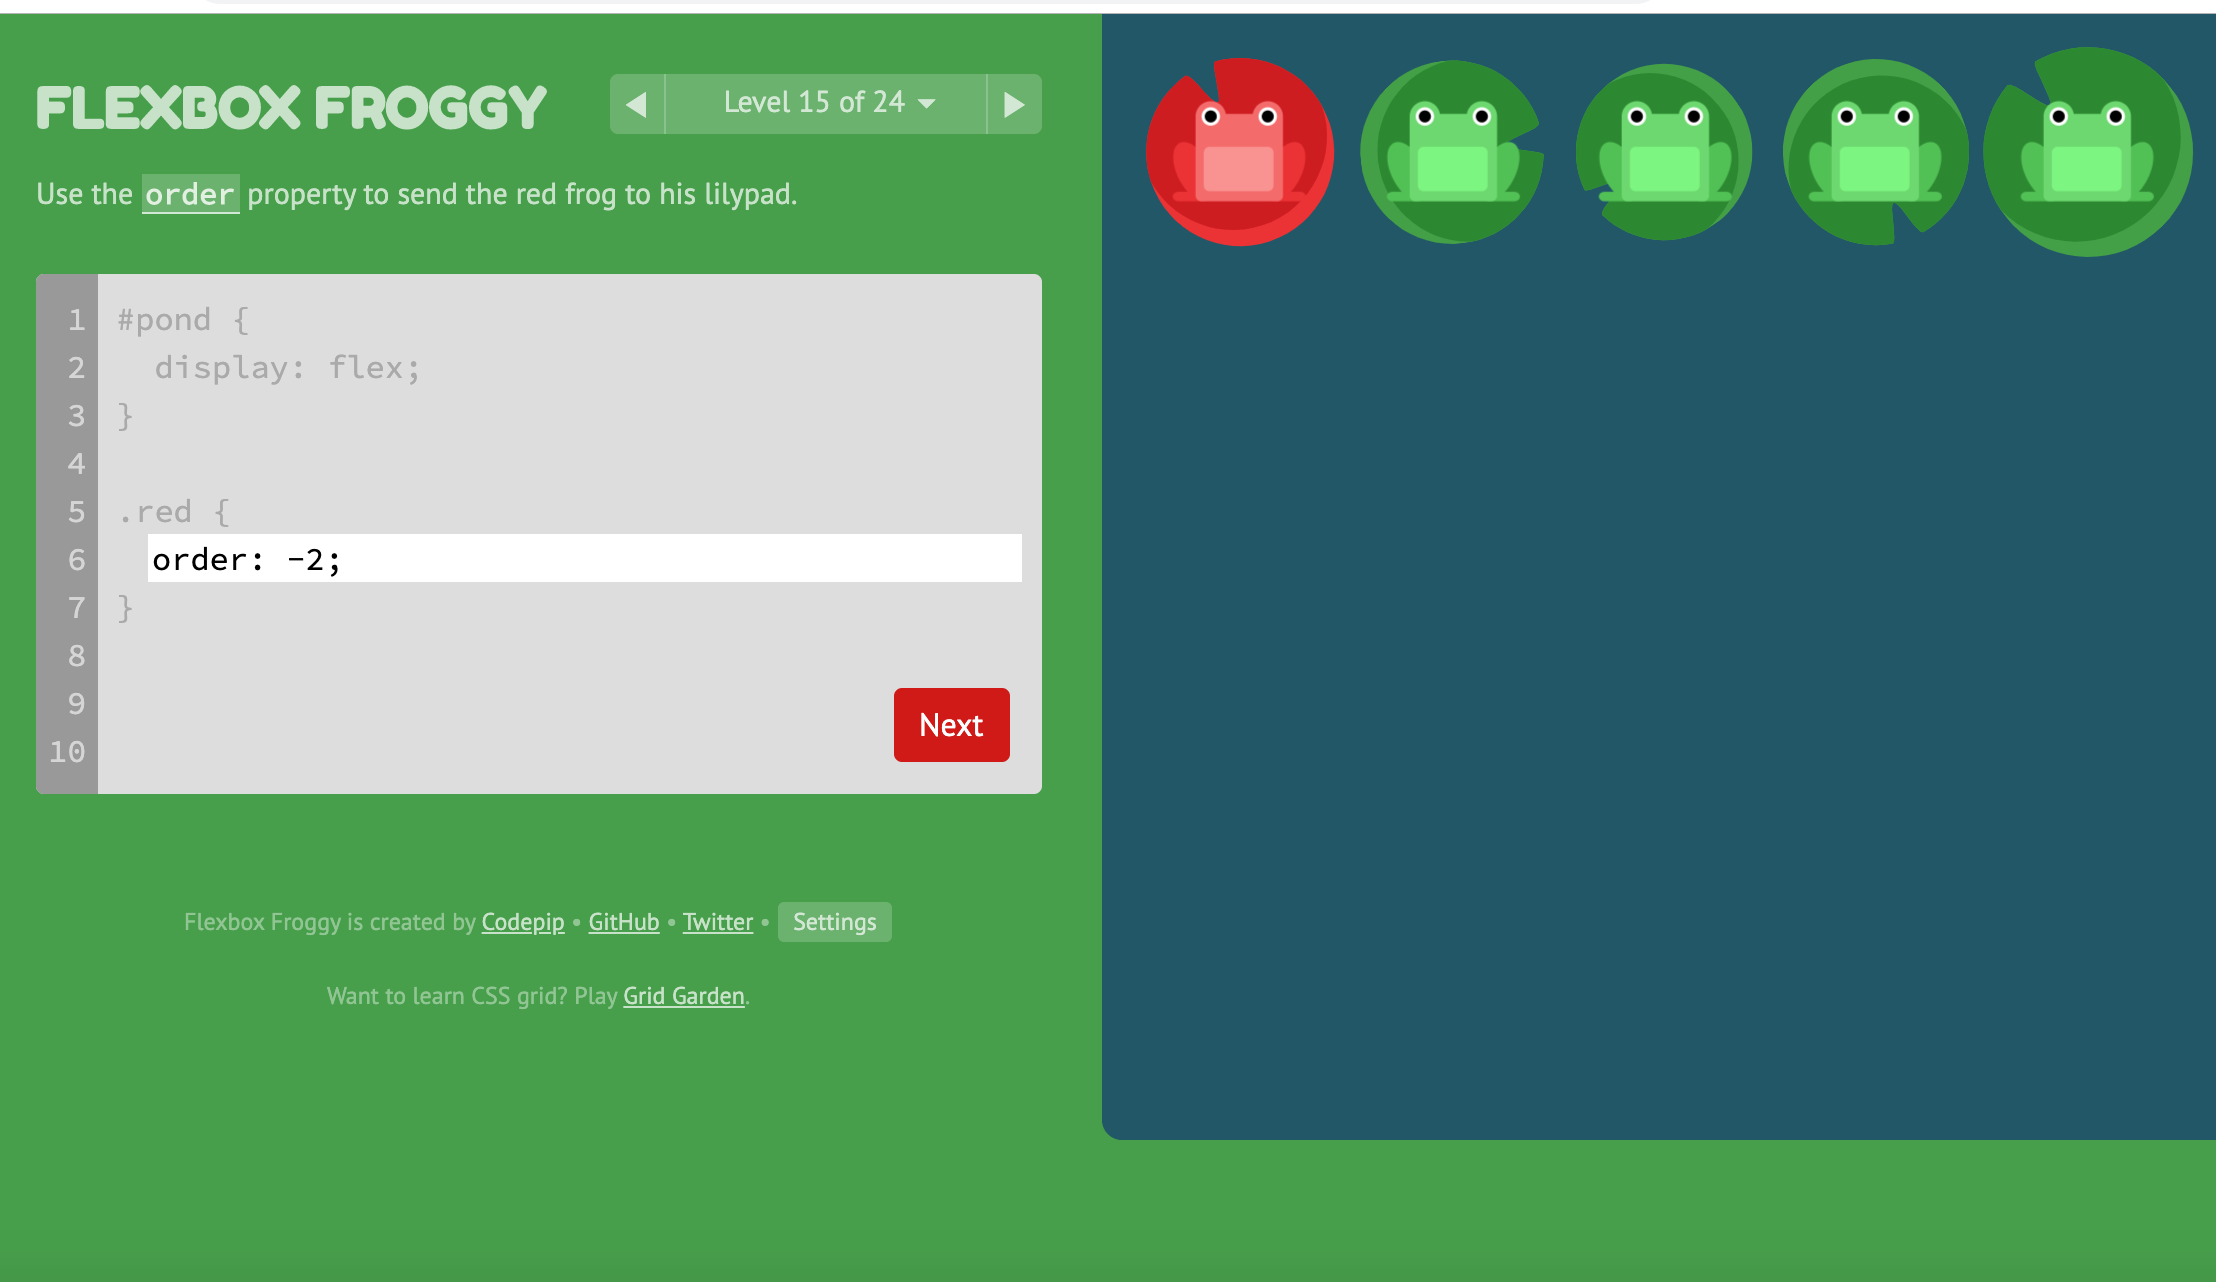 FLEXBOX FROGGY
Level 15 of 24
Use the order property to send the red frog to his lilypad.
1 #pond {
2 display: flex;
3 }
4
5 .red {
6 order: -2;
7 }
8
9
10
Next
Flexbox Froggy is created by Codepip • GitHub • Twitter • Settings
Want to learn CSS grid? Play Grid Garden.